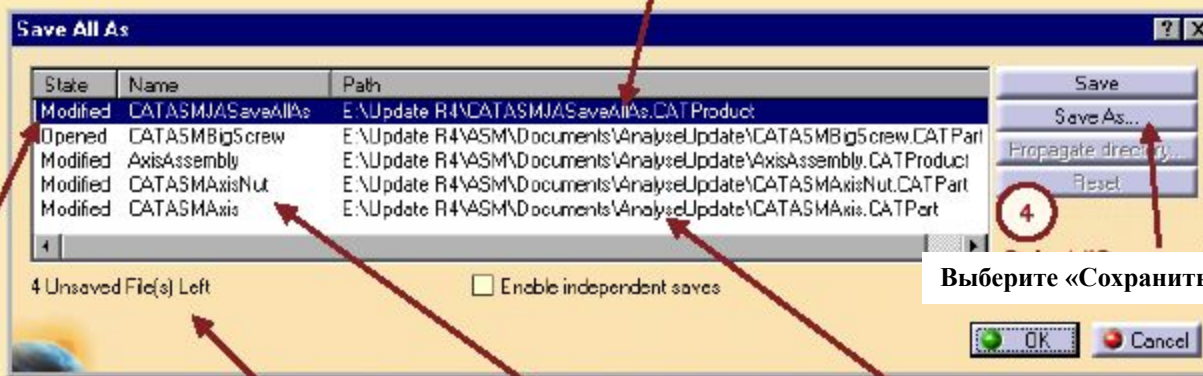 Save All As
State Name Path Save
Modified CATASMJASaveAllAs E:\Update R4\CATASMJASaveAllAs.CATProduct Save As...
Opened CATASMBigScrew E:\Update R4\ASM\Documents\AnalyseUpdate\CATASMBigScrew.CATPart
Modified AxisAssembly E:\Update R4\ASM\Documents\AnalyseUpdate\AxisAssembly.CATProduct Propagate directory...
Modified CATASMAxisNut E:\Update R4\ASM\Documents\AnalyseUpdate\CATASMAxisNut.CATPart Reset
Modified CATASMAxis E:\Update R4\ASM\Documents\AnalyseUpdate\CATASMAxis.CATPart
4
Выберите «Сохранить
4 Unsaved File(s) Left Enable independent saves
OK Cancel